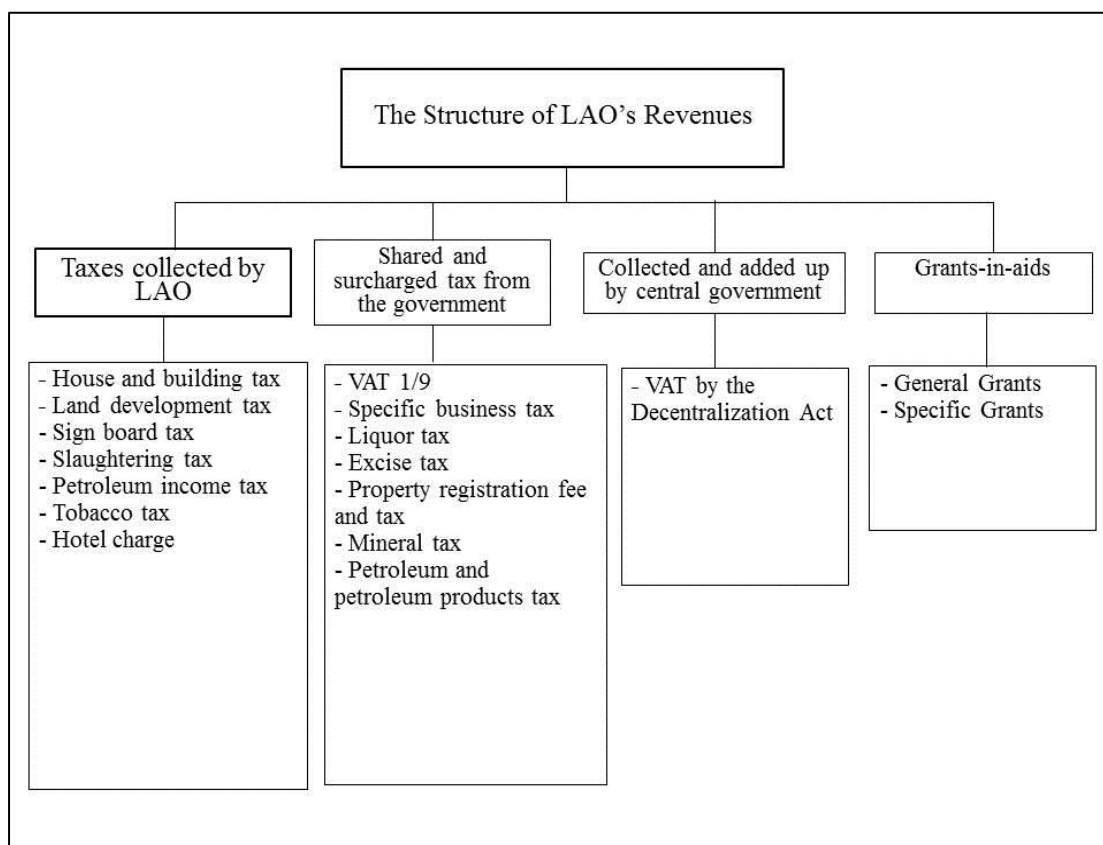 The Structure of LAO's Revenues
Taxes collected by
LAO
- House and building tax
- Land development tax
- Sign board tax
- Slaughtering tax
- Petroleum income tax
- Tobacco tax
- Hotel charge
Shared and
surcharged tax from
the government
- VAT 1/9
- Specific business tax
- Liquor tax
- Excise tax
- Property registration fee
and tax
- Mineral tax
- Petroleum and
petroleum products tax
Collected and added up
by central government
- VAT by the
Decentralization Act
Grants-in-aids
- General Grants
- Specific Grants